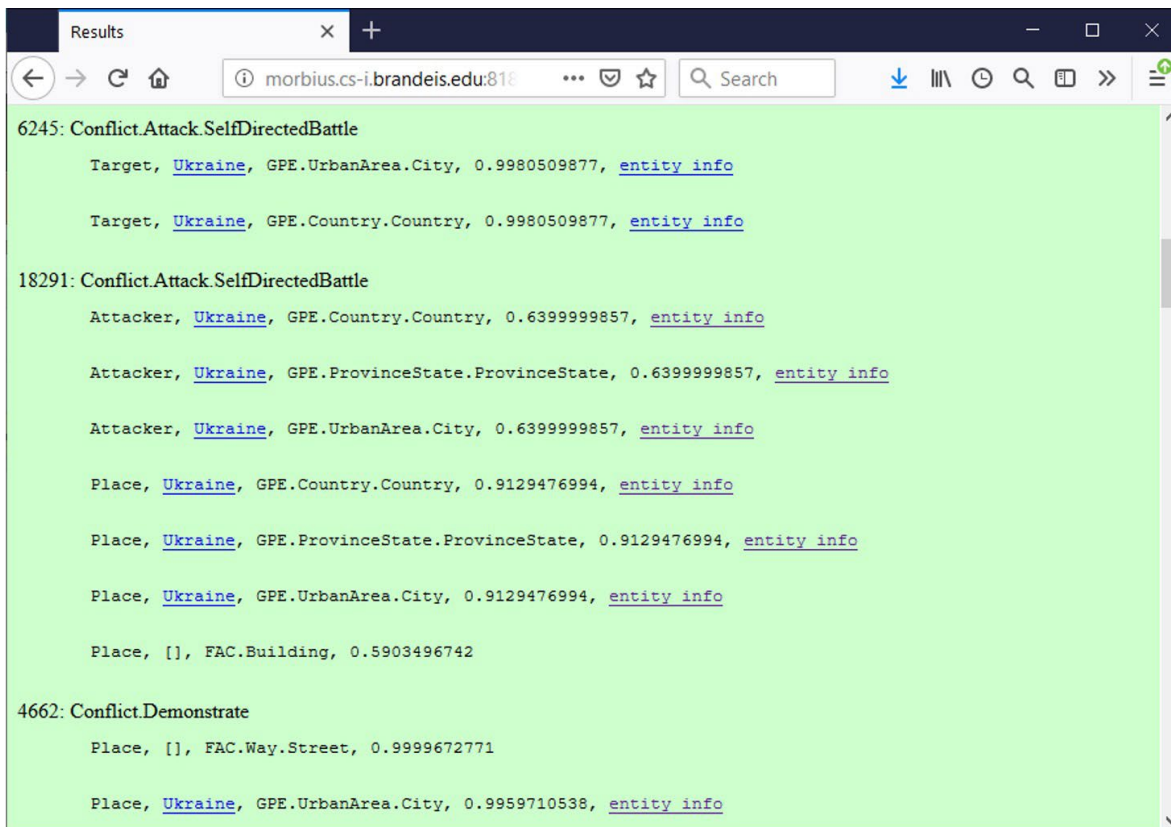 Results
morbius.cs-i.brandeis.edu:818
Search
6245: Conflict.Attack.SelfDirectedBattle
Target, Ukraine, GPE.UrbanArea.City, 0.9980509877, entity info
Target, Ukraine, GPE.Country.Country, 0.9980509877, entity info
18291: Conflict.Attack.SelfDirectedBattle
Attacker, Ukraine, GPE.Country.Country, 0.6399999857, entity info
Attacker, Ukraine, GPE.ProvinceState.ProvinceState, 0.6399999857, entity info
Attacker, Ukraine, GPE.UrbanArea.City, 0.6399999857, entity info
Place, Ukraine, GPE.Country.Country, 0.9129476994, entity info
Place, Ukraine, GPE.ProvinceState.ProvinceState, 0.9129476994, entity info
Place, Ukraine, GPE.UrbanArea.City, 0.9129476994, entity info
Place, [], FAC.Building, 0.5903496742
4662: Conflict.Demonstrate
Place, [], FAC.Way.Street, 0.9999672771
Place, Ukraine, GPE.UrbanArea.City, 0.9959710538, entity info